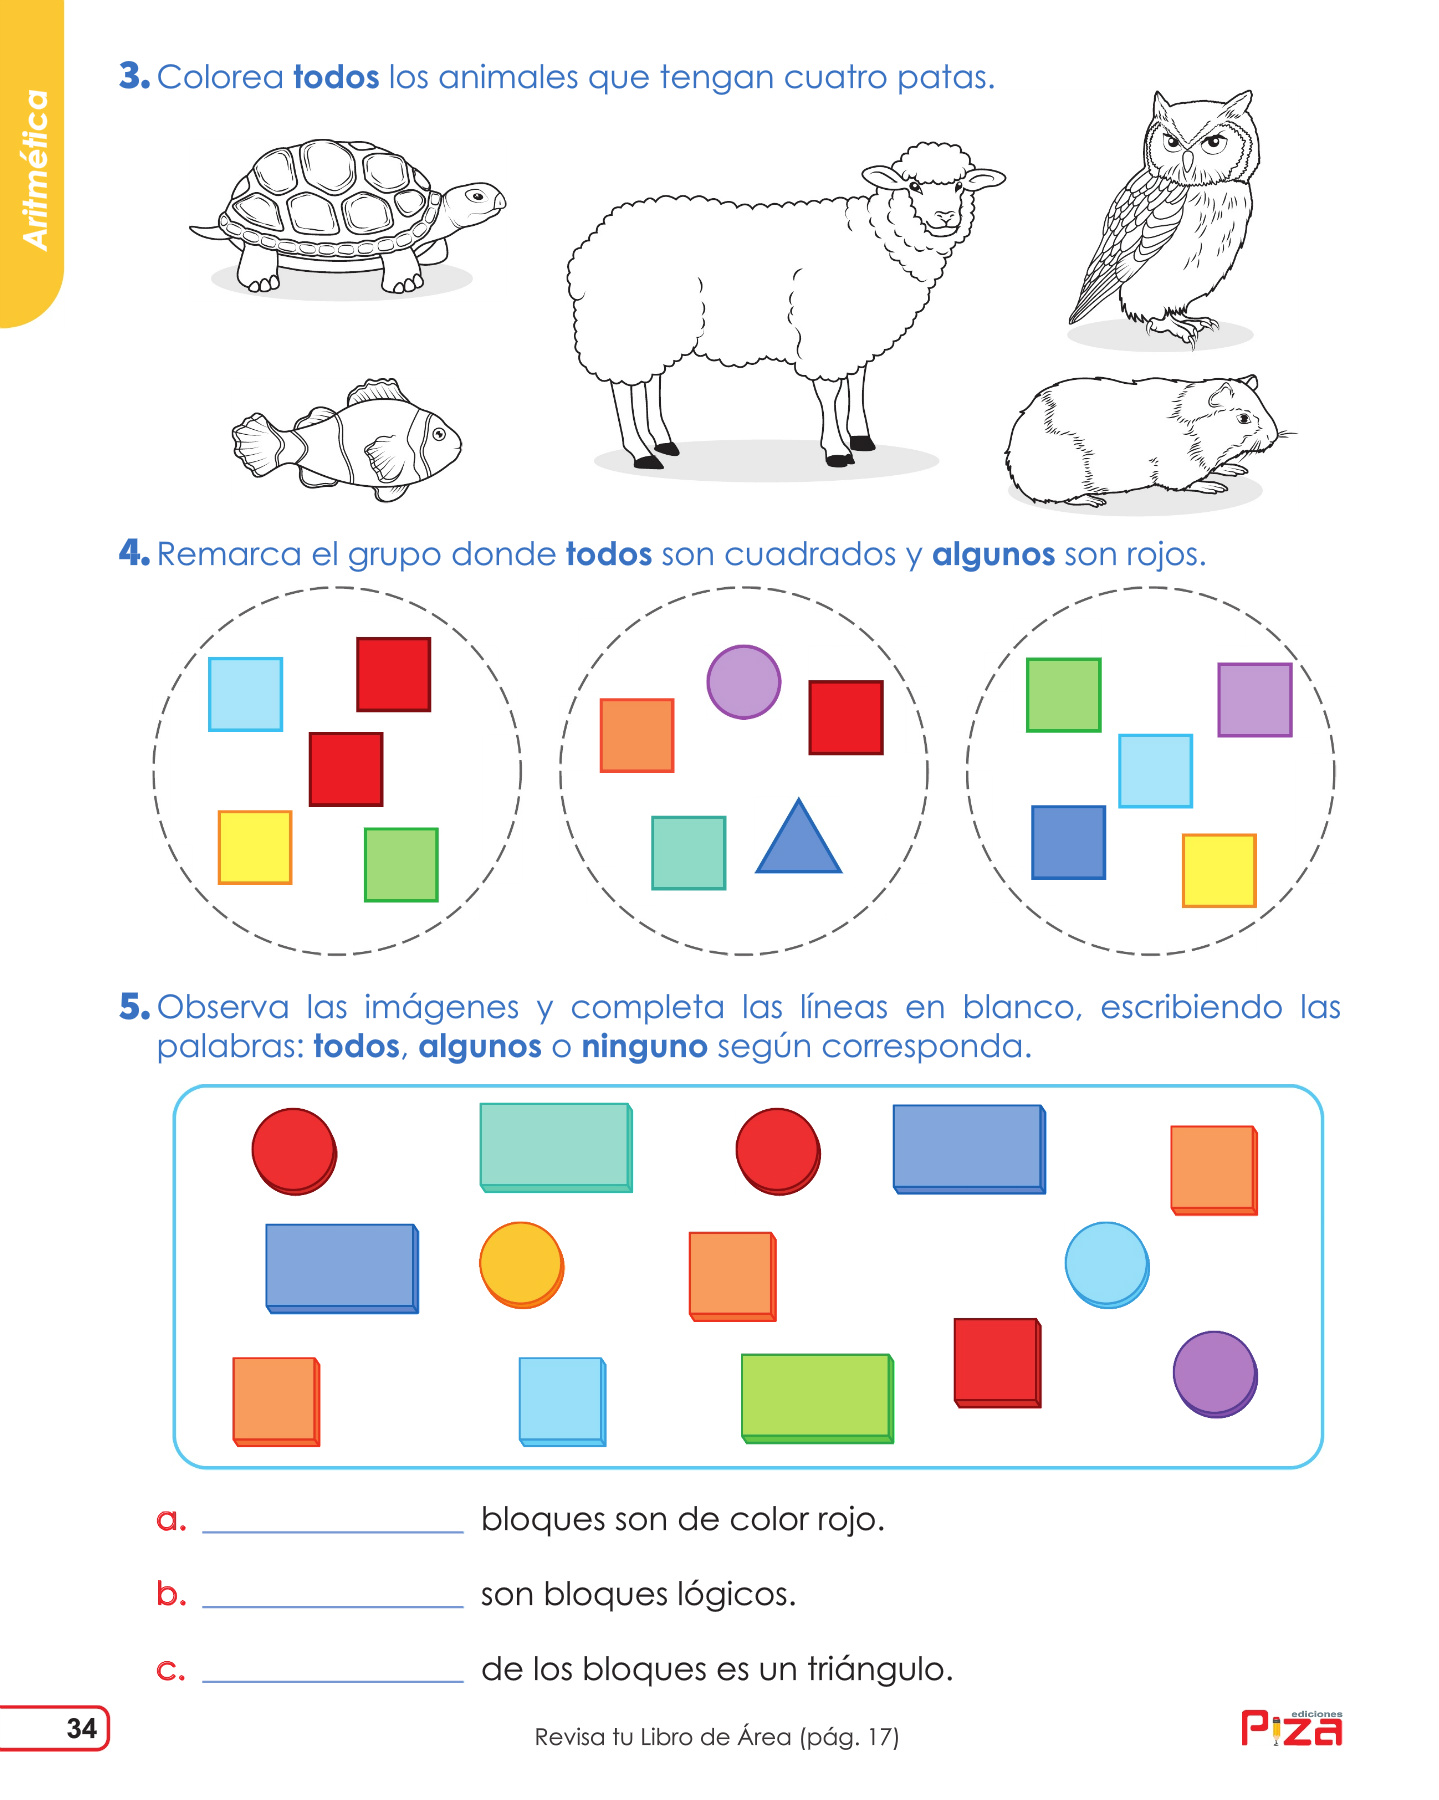 Aritmética
3. Colorea todos los animales que tengan cuatro patas.
4. Remarca el grupo donde todos son cuadrados y algunos son rojos.
5. Observa las imágenes y completa las líneas en blanco, escribiendo las
palabras: todos, algunos o ninguno según corresponda.
a. ______________ bloques son de color rojo.
b. ______________ son bloques lógicos.
c. ______________ de los bloques es un triángulo.
34
Revisa tu Libro de Área (pág. 17)
ediciones
Piza